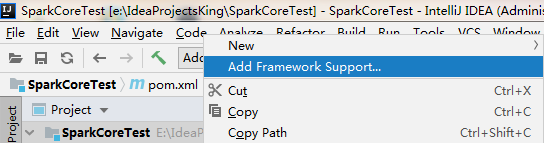 SparkCoreTest [e:\IdeaProjectsKing\SparkCoreTest] - SparkCoreTest - IntelliJ IDEA (Adminis
File Edit View Navigate Code Analyze Refactor Build Run Tools VCS Window
Add
New
Add Framework Support...
SparkCoreTest pom.xml
Cut Ctrl+X
Project
Copy Ctrl+C
SparkCoreTest E:\IdeaP
Copy Path Ctrl+Shift+C
Project